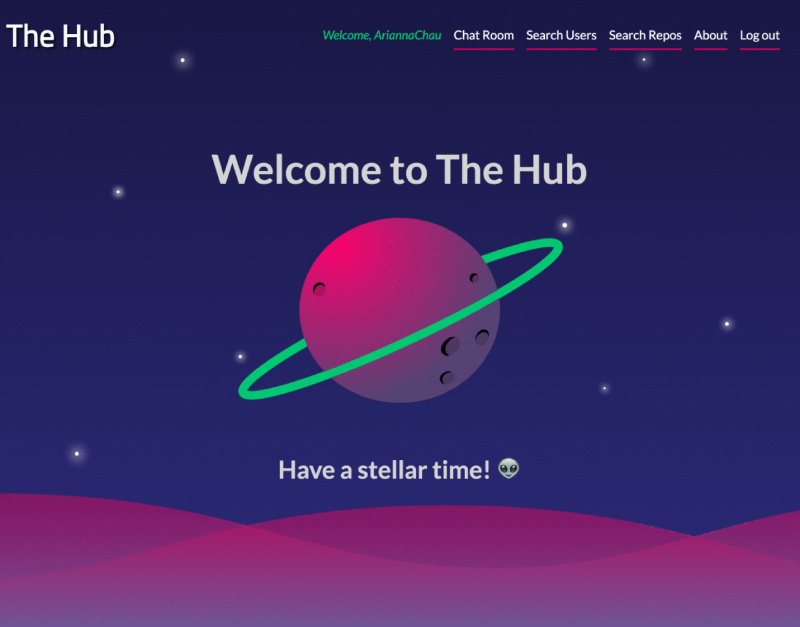 The Hub
Welcome, AriannaChau Chat Room Search Users Search Repos About Log out
Welcome to The Hub
Have a stellar time! 👽